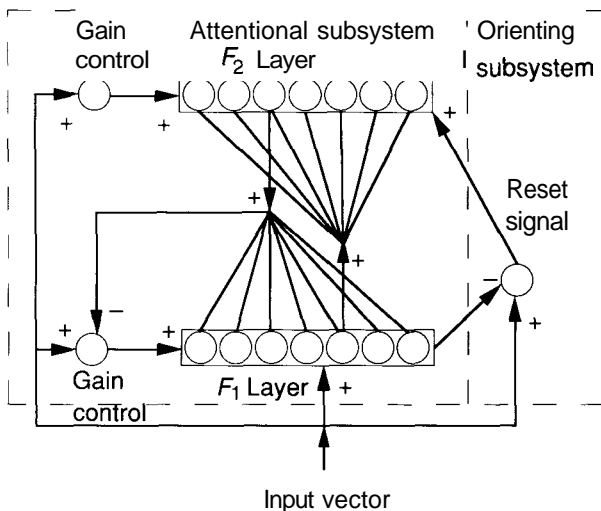 Gain control
Attentional subsystem
F2 Layer
Orienting subsystem
+
+
+
+
Reset signal
+
+
−
−
+
+
+
Gain control
F1 Layer
+
Input vector